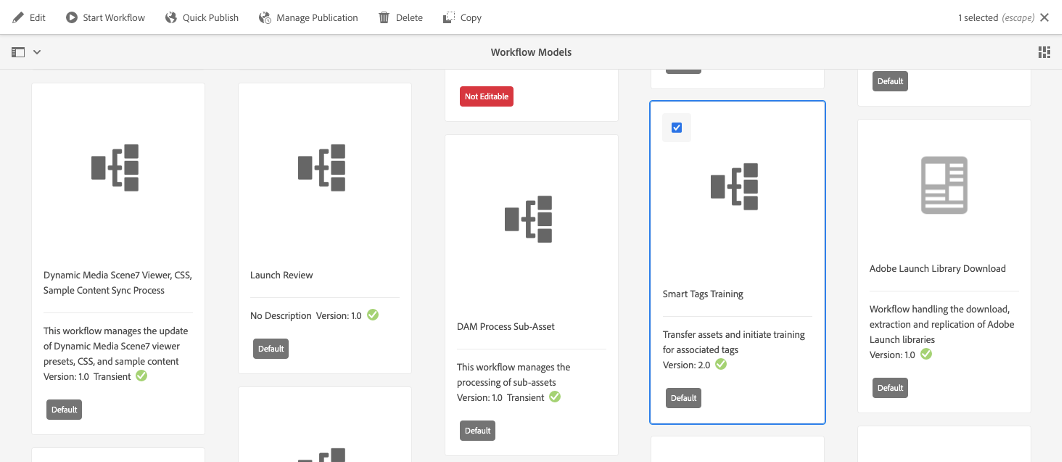 Edit
Start Workflow
Quick Publish
Manage Publication
Delete
Copy
1 selected (escape)
Workflow Models
Dynamic Media Scene7 Viewer, CSS,
Sample Content Sync Process
This workflow manages the update
of Dynamic Media Scene7 viewer
presets, CSS, and sample content
Version: 1.0 Transient
Default
Launch Review
No Description Version: 1.0
Default
Not Editable
DAM Process Sub-Asset
This workflow manages the
processing of sub-assets
Version: 1.0 Transient
Default
Smart Tags Training
Transfer assets and initiate training
for associated tags
Version: 2.0
Default
Default
Adobe Launch Library Download
Workflow handling the download,
extraction and replication of Adobe
Launch libraries
Version: 1.0
Default